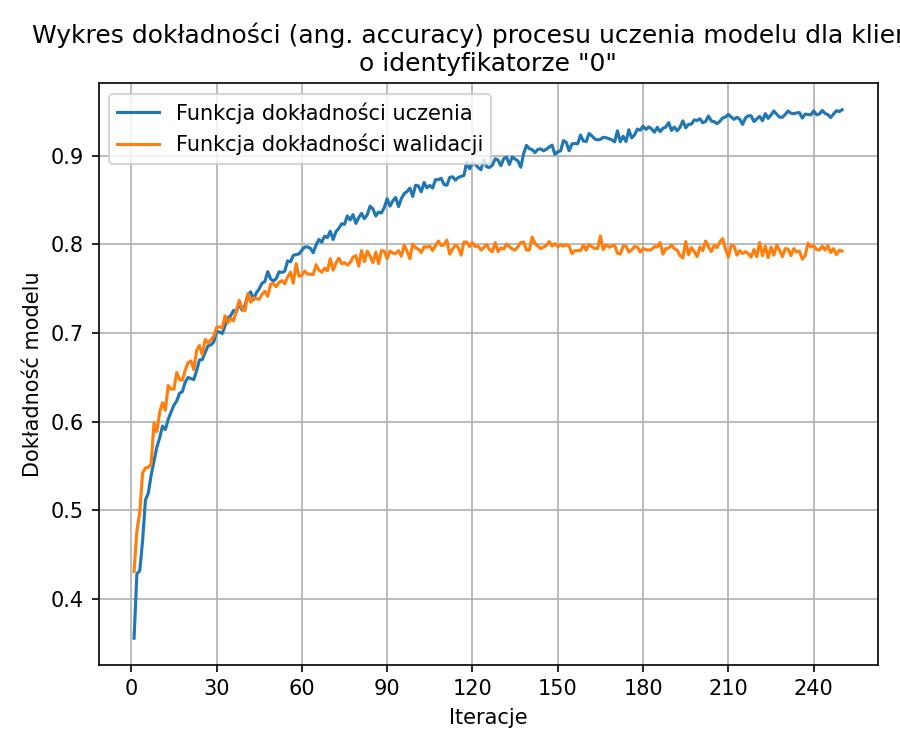 Wykres dokładności (ang. accuracy) procesu uczenia modelu dla
o identyfikatorze "0"
Funkcja dokładności uczenia
Funkcja dokładności walidacji
0.9
0.8
0.7
0.6
0.5
0.4
Dokładność modelu
0 30 60 90 120 150 180 210 240
Iteracje